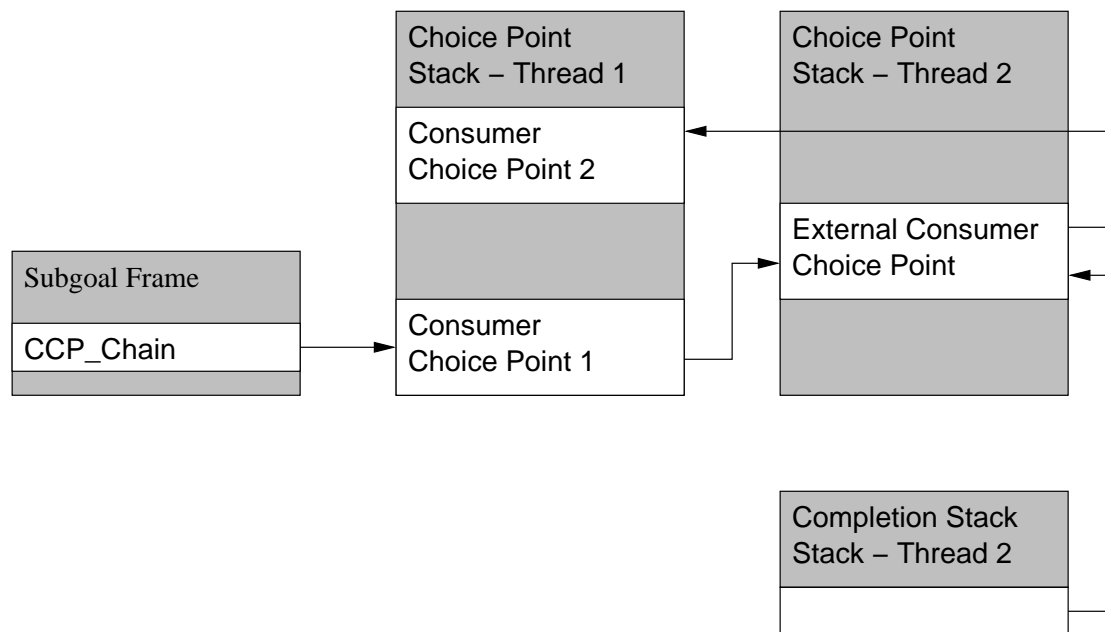 Choice Point
Stack – Thread 1
Consumer
Choice Point 2
Consumer
Choice Point 1
Choice Point
Stack – Thread 2
External Consumer
Choice Point
Subgoal Frame
CCP_Chain
Completion Stack
Stack – Thread 2